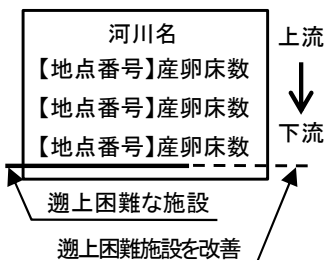 河川名
【地点番号】産卵床数
【地点番号】産卵床数
【地点番号】産卵床数
上流
下流
遡上困難な施設
遡上困難施設を改善